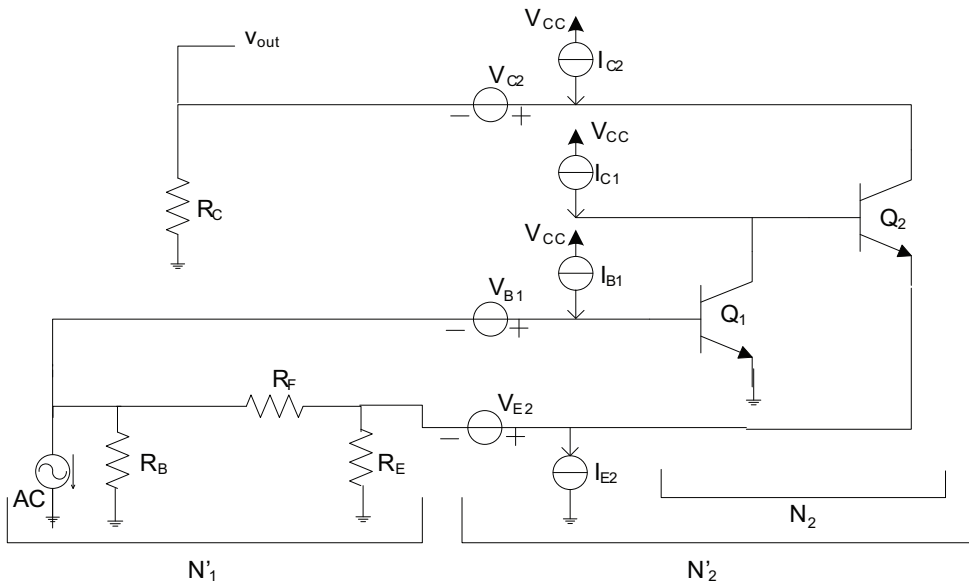 v_out
V_CC
I_C2
V_C2
− +
V_CC
I_C1
R_C
Q_2
V_CC
I_B1
V_B1
− +
Q_1
R_F
V_E2
− +
R_B
R_E
I_E2
AC
N_2
N'_1
N'_2